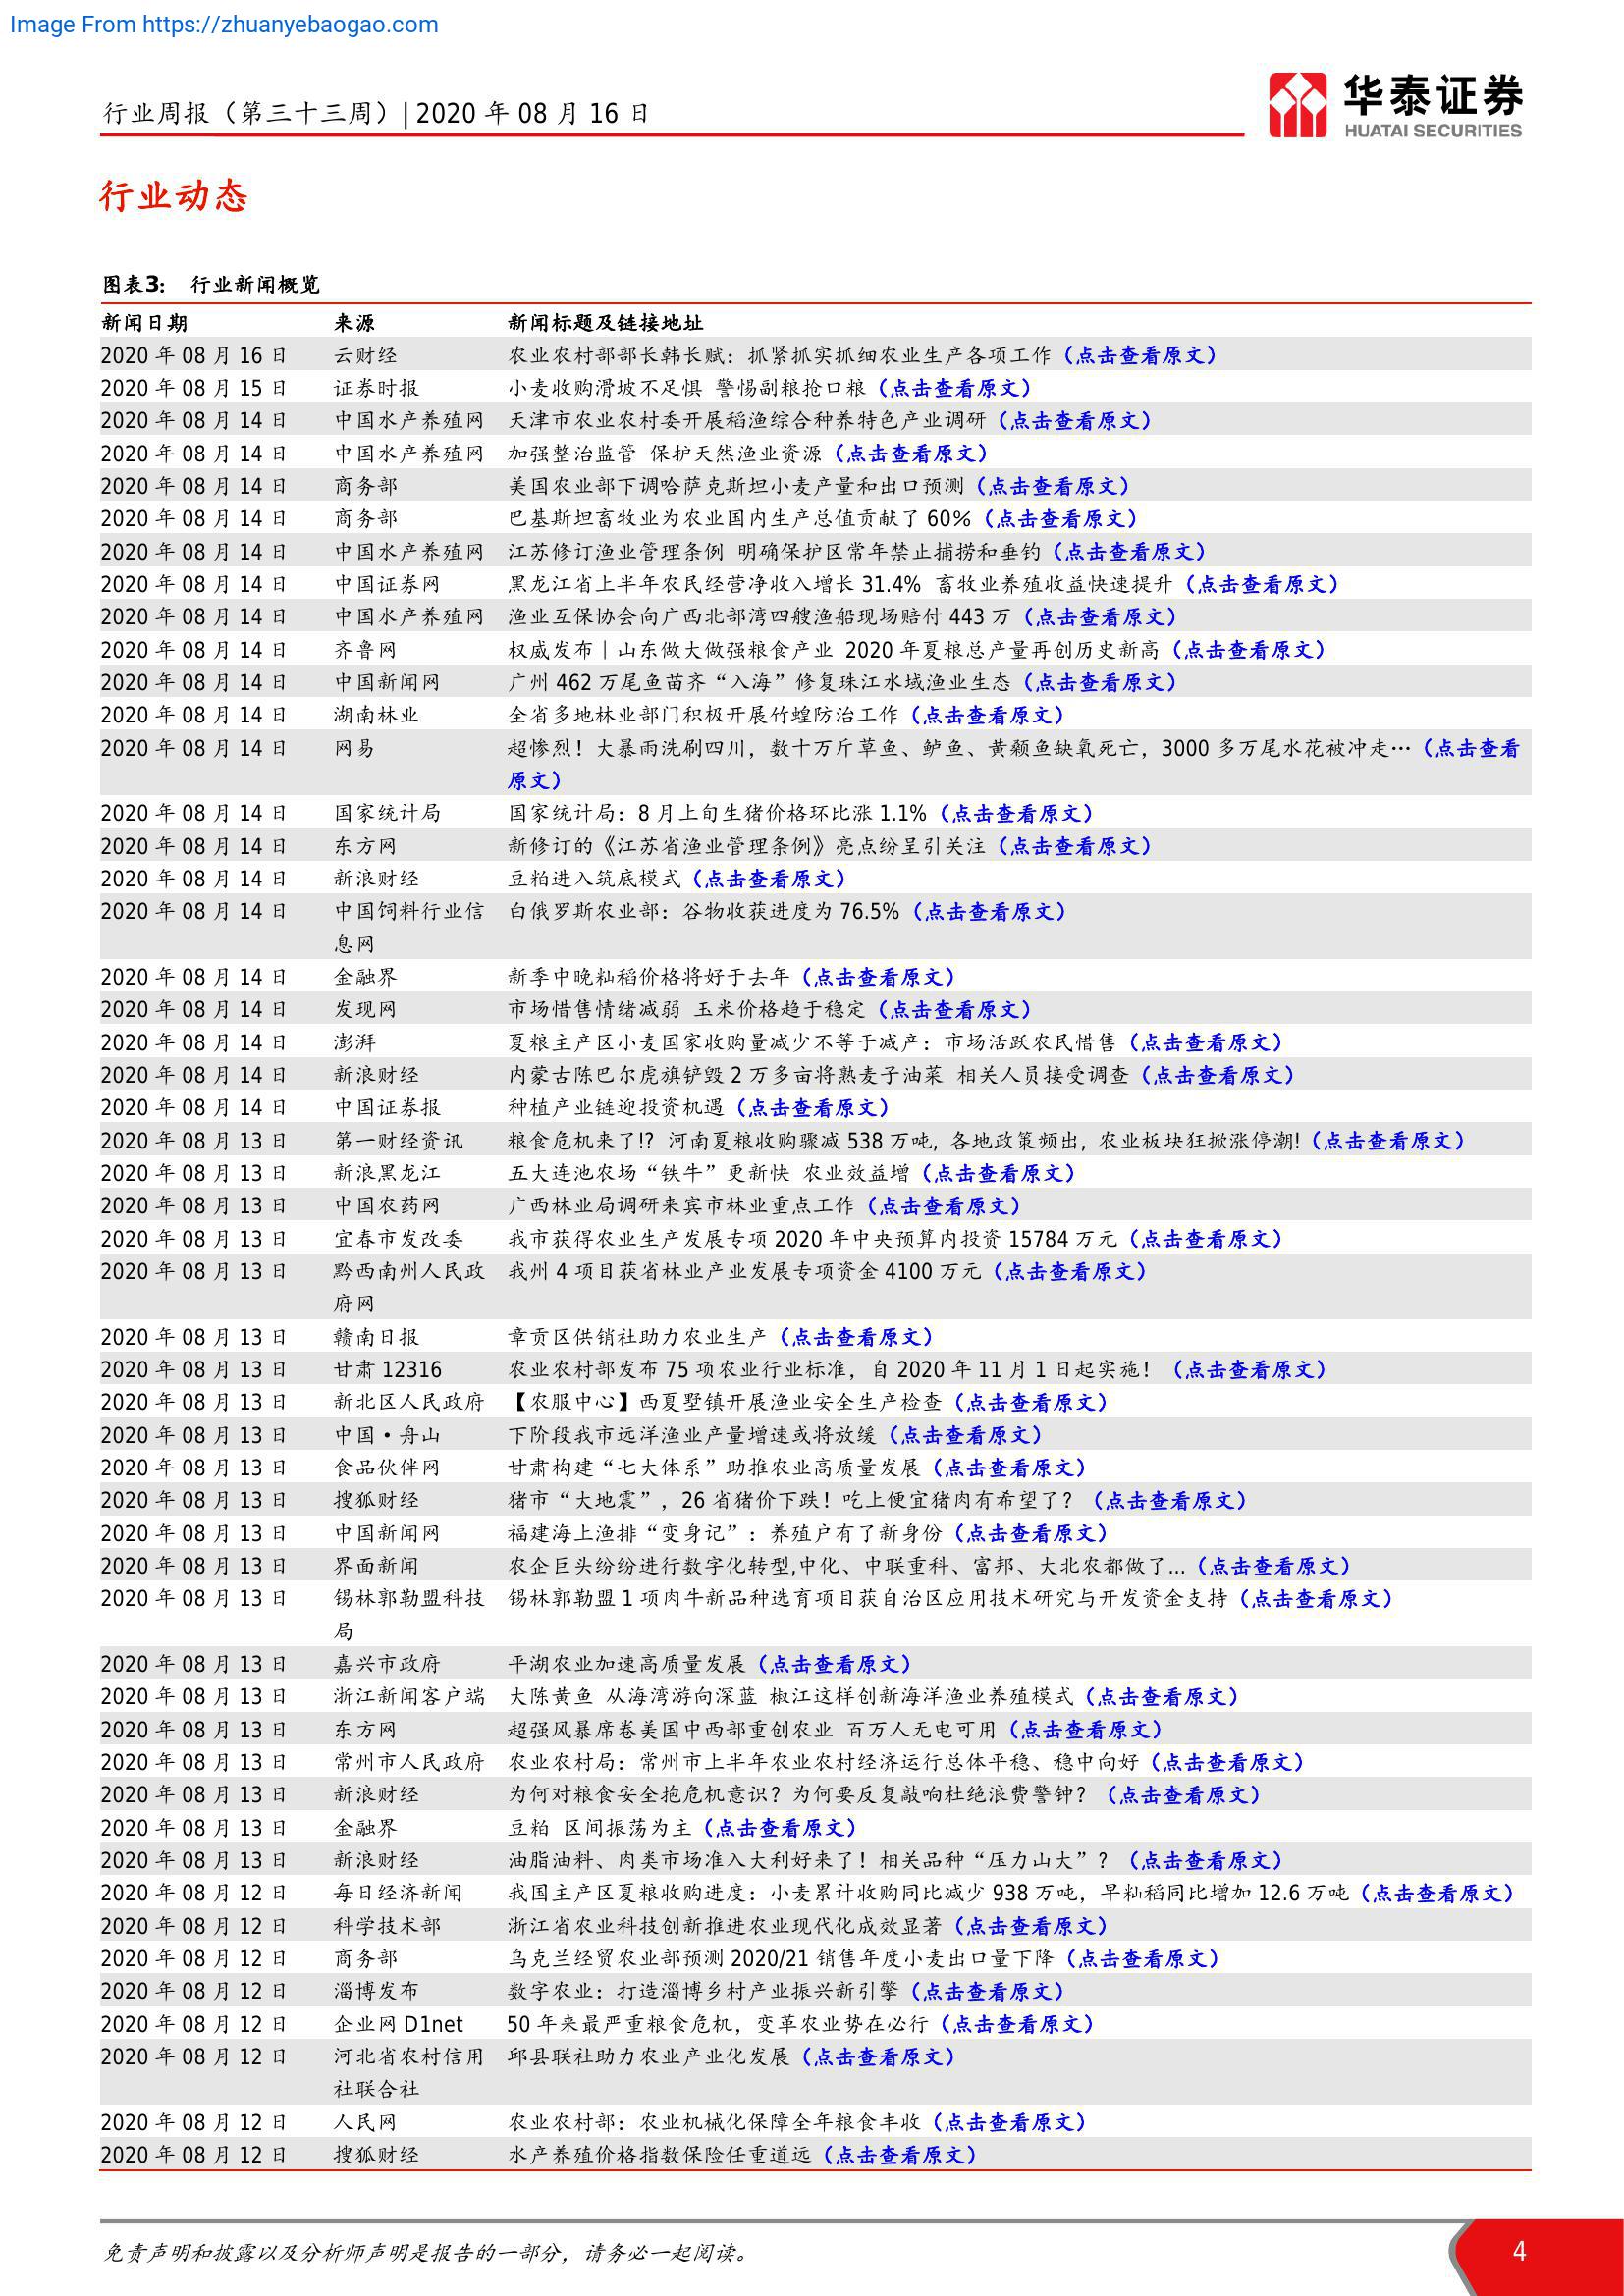 Image From https://zhuanyebaogao.com
行业周报（第三十三周）| 2020 年 08 月 16 日
华泰证券
HUATAI SECURITIES
行业动态
图表3： 行业新闻概览
新闻日期 来源 新闻标题及链接地址
2020 年 08 月 16 日 云财经 农业农村部部长韩长赋：抓紧抓实抓细农业生产各项工作（点击查看原文）
2020 年 08 月 15 日 证券时报 小麦收购滑坡不足惧 警惕副粮抢口粮（点击查看原文）
2020 年 08 月 14 日 中国水产养殖网 天津市农业农村委开展稻渔综合种养特色产业调研（点击查看原文）
2020 年 08 月 14 日 中国水产养殖网 加强整治监管 保护天然渔业资源（点击查看原文）
2020 年 08 月 14 日 商务部 美国农业部下调哈萨克斯坦小麦产量和出口预测（点击查看原文）
2020 年 08 月 14 日 商务部 巴基斯坦畜牧业为农业国内生产总值贡献了 60%（点击查看原文）
2020 年 08 月 14 日 中国水产养殖网 江苏修订渔业管理条例 明确保护区常年禁止捕捞和垂钓（点击查看原文）
2020 年 08 月 14 日 中国证券网 黑龙江省上半年农民经营净收入增长 31.4% 畜牧业养殖收益快速提升（点击查看原文）
2020 年 08 月 14 日 中国水产养殖网 渔业互保协会向广西北部湾四艘渔船现场赔付 443 万（点击查看原文）
2020 年 08 月 14 日 齐鲁网 权威发布｜山东做大做强粮食产业 2020 年夏粮总产量再创历史新高（点击查看原文）
2020 年 08 月 14 日 中国新闻网 广州 462 万尾鱼苗齐“入海”修复珠江水域渔业生态（点击查看原文）
2020 年 08 月 14 日 湖南林业 全省多地林业部门积极开展竹蝗防治工作（点击查看原文）
2020 年 08 月 14 日 网易 超惨烈！大暴雨洗刷四川，数十万斤草鱼、鲈鱼、黄颡鱼缺氧死亡，3000 多万尾水花被冲走…（点击查看
原文）
2020 年 08 月 14 日 国家统计局 国家统计局：8 月上旬生猪价格环比涨 1.1%（点击查看原文）
2020 年 08 月 14 日 东方网 新修订的《江苏省渔业管理条例》亮点纷呈引关注（点击查看原文）
2020 年 08 月 14 日 新浪财经 豆粕进入筑底模式（点击查看原文）
2020 年 08 月 14 日 中国饲料行业信 白俄罗斯农业部：谷物收获进度为 76.5%（点击查看原文）
息网
2020 年 08 月 14 日 金融界 新季中晚籼稻价格将好于去年（点击查看原文）
2020 年 08 月 14 日 发现网 市场惜售情绪减弱 玉米价格趋于稳定（点击查看原文）
2020 年 08 月 14 日 澎湃 夏粮主产区小麦国家收购量减少不等于减产：市场活跃农民惜售（点击查看原文）
2020 年 08 月 14 日 新浪财经 内蒙古陈巴尔虎旗铲毁 2 万多亩将熟麦子油菜 相关人员接受调查（点击查看原文）
2020 年 08 月 14 日 中国证券报 种植产业链迎投资机遇（点击查看原文）
2020 年 08 月 13 日 第一财经资讯 粮食危机来了!? 河南夏粮收购骤减 538 万吨, 各地政策频出, 农业板块狂掀涨停潮!（点击查看原文）
2020 年 08 月 13 日 新浪黑龙江 五大连池农场“铁牛”更新快 农业效益增（点击查看原文）
2020 年 08 月 13 日 中国农药网 广西林业局调研来宾市林业重点工作（点击查看原文）
2020 年 08 月 13 日 宜春市发改委 我市获得农业生产发展专项 2020 年中央预算内投资 15784 万元（点击查看原文）
2020 年 08 月 13 日 黔西南州人民政 我州 4 项目获省林业产业发展专项资金 4100 万元（点击查看原文）
府网
2020 年 08 月 13 日 赣南日报 章贡区供销社助力农业生产（点击查看原文）
2020 年 08 月 13 日 甘肃 12316 农业农村部发布 75 项农业行业标准，自 2020 年 11 月 1 日起实施！（点击查看原文）
2020 年 08 月 13 日 新北区人民政府 【农服中心】西夏墅镇开展渔业安全生产检查（点击查看原文）
2020 年 08 月 13 日 中国•舟山 下阶段我市远洋渔业产量增速或将放缓（点击查看原文）
2020 年 08 月 13 日 食品伙伴网 甘肃构建“七大体系”助推农业高质量发展（点击查看原文）
2020 年 08 月 13 日 搜狐财经 猪市“大地震”，26 省猪价下跌！吃上便宜猪肉有希望了？（点击查看原文）
2020 年 08 月 13 日 中国新闻网 福建海上渔排“变身记”：养殖户有了新身份（点击查看原文）
2020 年 08 月 13 日 界面新闻 农企巨头纷纷进行数字化转型,中化、中联重科、富邦、大北农都做了...（点击查看原文）
2020 年 08 月 13 日 锡林郭勒盟科技 锡林郭勒盟 1 项肉牛新品种选育项目获自治区应用技术研究与开发资金支持（点击查看原文）
局
2020 年 08 月 13 日 嘉兴市政府 平湖农业加速高质量发展（点击查看原文）
2020 年 08 月 13 日 浙江新闻客户端 大陈黄鱼 从海湾游向深蓝 椒江这样创新海洋渔业养殖模式（点击查看原文）
2020 年 08 月 13 日 东方网 超强风暴席卷美国中西部重创农业 百万人无电可用（点击查看原文）
2020 年 08 月 13 日 常州市人民政府 农业农村局：常州市上半年农业农村经济运行总体平稳、稳中向好（点击查看原文）
2020 年 08 月 13 日 新浪财经 为何对粮食安全抱危机意识？为何要反复敲响杜绝浪费警钟？（点击查看原文）
2020 年 08 月 13 日 金融界 豆粕 区间振荡为主（点击查看原文）
2020 年 08 月 13 日 新浪财经 油脂油料、肉类市场准入大利好来了！相关品种“压力山大”？（点击查看原文）
2020 年 08 月 12 日 每日经济新闻 我国主产区夏粮收购进度：小麦累计收购同比减少 938 万吨，早籼稻同比增加 12.6 万吨（点击查看原文）
2020 年 08 月 12 日 科学技术部 浙江省农业科技创新推进农业现代化成效显著（点击查看原文）
2020 年 08 月 12 日 商务部 乌克兰经贸农业部预测 2020/21 销售年度小麦出口量下降（点击查看原文）
2020 年 08 月 12 日 淄博发布 数字农业：打造淄博乡村产业振兴新引擎（点击查看原文）
2020 年 08 月 12 日 企业网 D1net 50 年来最严重粮食危机，变革农业势在必行（点击查看原文）
2020 年 08 月 12 日 河北省农村信用 邱县联社助力农业产业化发展（点击查看原文）
社联合社
2020 年 08 月 12 日 人民网 农业农村部：农业机械化保障全年粮食丰收（点击查看原文）
2020 年 08 月 12 日 搜狐财经 水产养殖价格指数保险任重道远（点击查看原文）
免责声明和披露以及分析师声明是报告的一部分，请务必一起阅读。
4